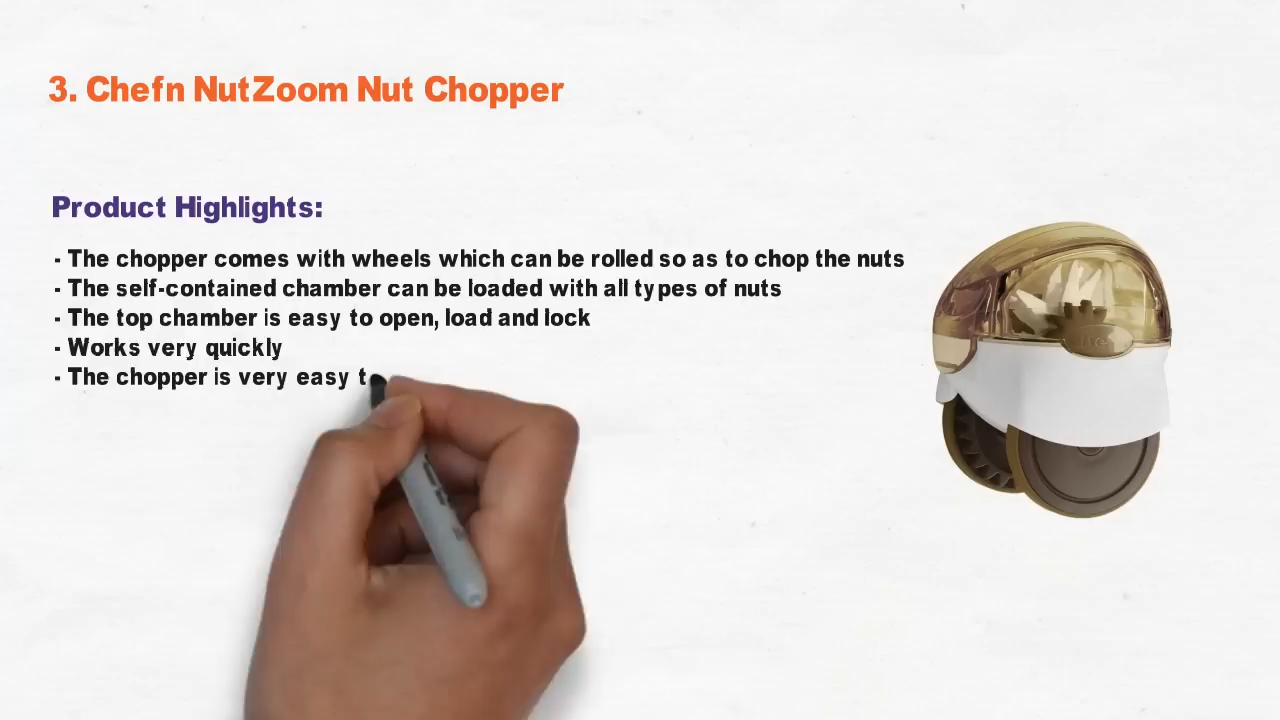 3. Chefn NutZoom Nut Chopper
Product Highlights:
- The chopper comes with wheels which can be rolled so as to chop the nuts
- The self-contained chamber can be loaded with all types of nuts
- The top chamber is easy to open, load and lock
- Works very quickly
- The chopper is very easy t